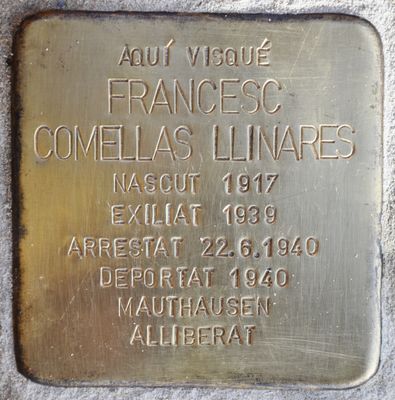 AQUÍ VISQUÉ
FRANCESC
COMELLAS LLINARES
NASCUT 1917
EXILIAT 1939
ARRESTAT 22.6.1940
DEPORTAT 1940
MAUTHAUSEN
ALLIBERAT